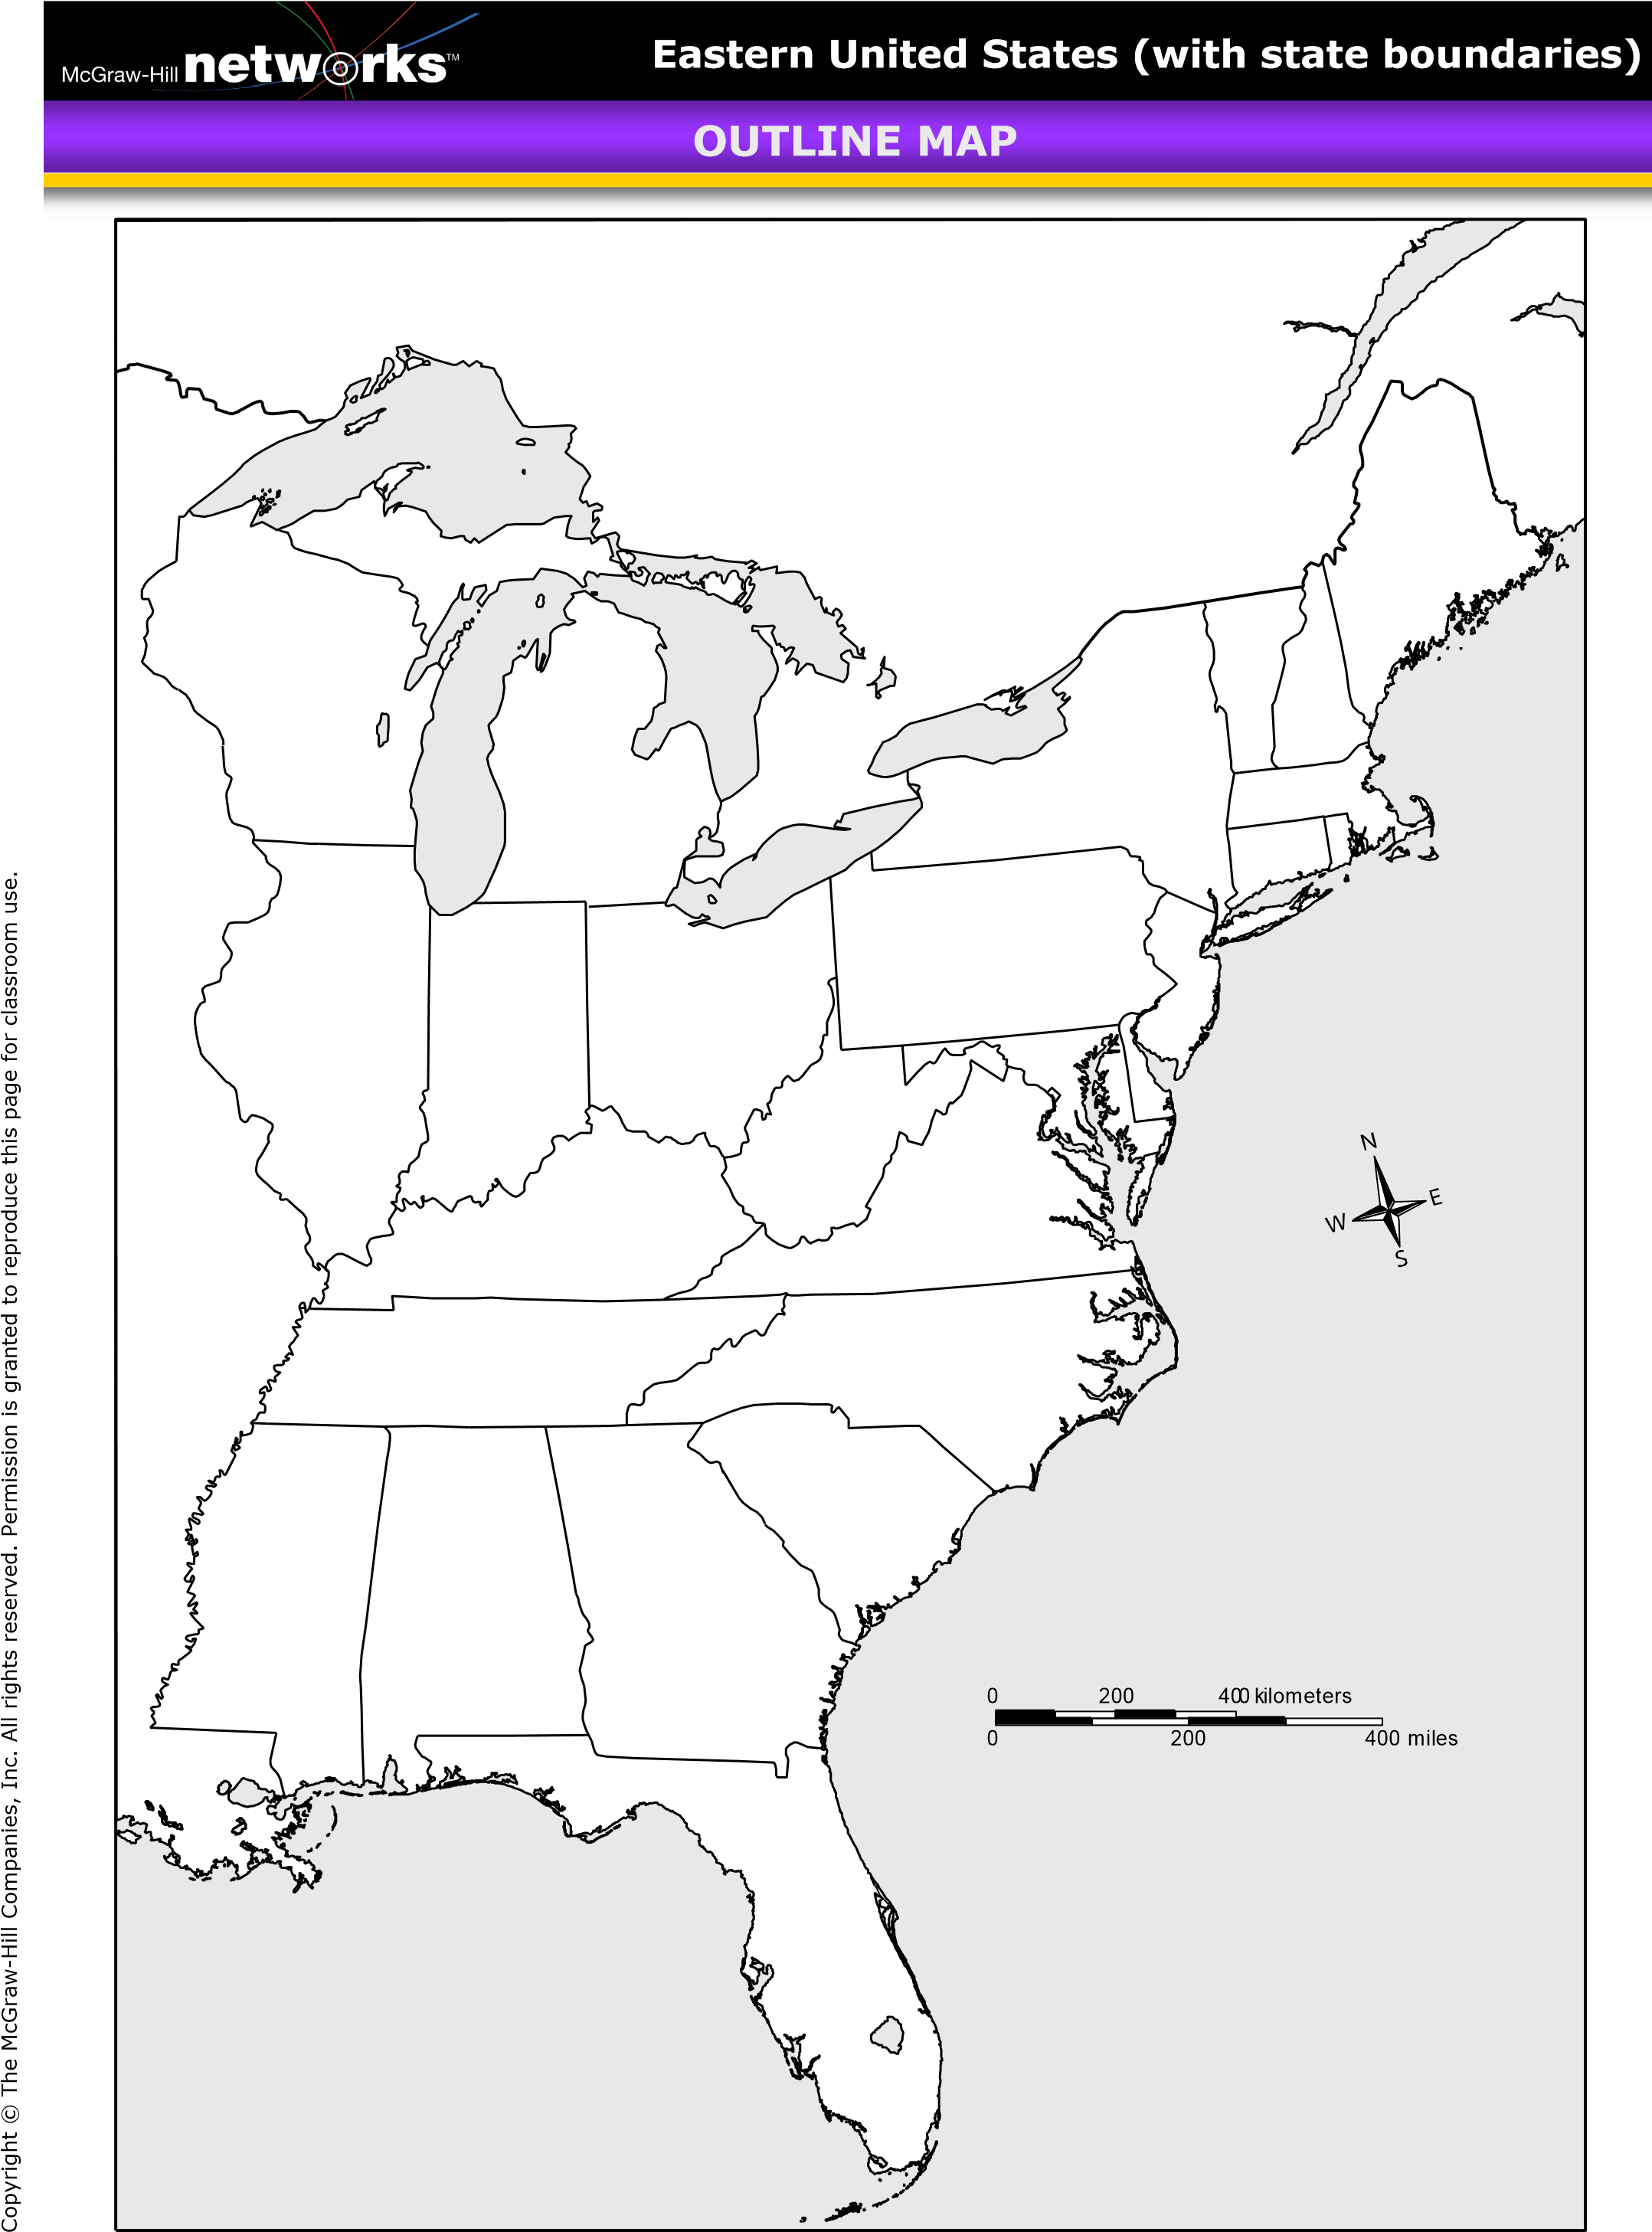 McGraw-Hill networks™
Eastern United States (with state boundaries)
OUTLINE MAP
N
W
E
S
0 200 400 kilometers
0 200 400 miles
Copyright © The McGraw-Hill Companies, Inc. All rights reserved. Permission is granted to reproduce this page for classroom use.